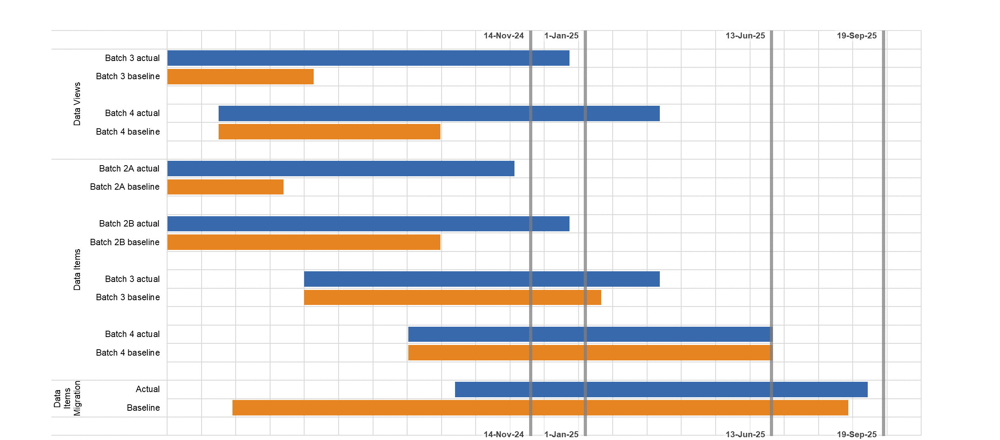 14-Nov-24 1-Jan-25 13-Jun-25 19-Sep-25
Data Views
Batch 3 actual
Batch 3 baseline
Batch 4 actual
Batch 4 baseline
Data Items
Batch 2A actual
Batch 2A baseline
Batch 2B actual
Batch 2B baseline
Batch 3 actual
Batch 3 baseline
Batch 4 actual
Batch 4 baseline
Data
Items
Migration
Actual
Baseline
14-Nov-24 1-Jan-25 13-Jun-25 19-Sep-25